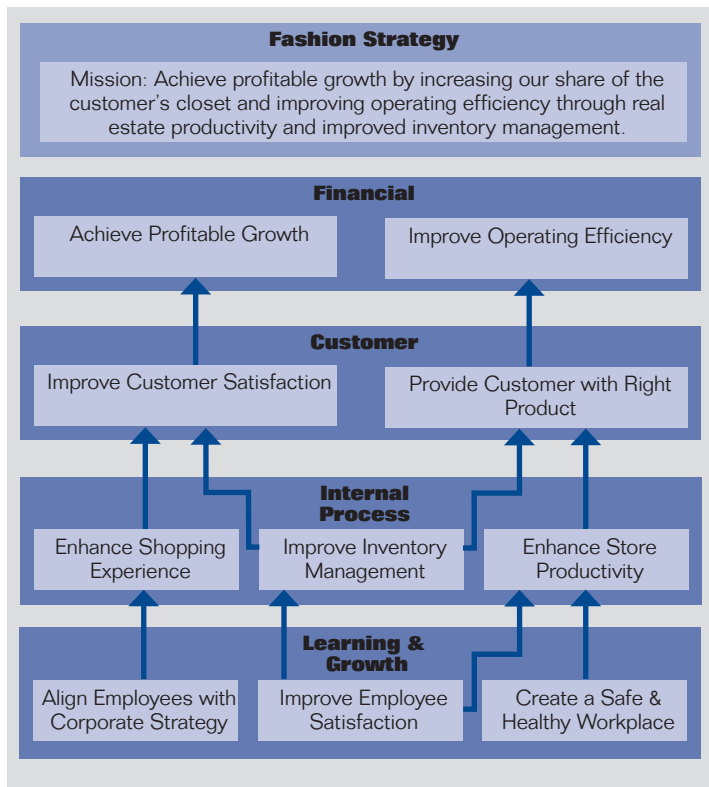 Fashion Strategy
Mission: Achieve profitable growth by increasing our share of the
customer's closet and improving operating efficiency through real
estate productivity and improved inventory management.
Financial
Achieve Profitable Growth
Improve Operating Efficiency
Customer
Improve Customer Satisfaction
Provide Customer with Right
Product
Internal
Process
Enhance Shopping
Experience
Improve Inventory
Management
Enhance Store
Productivity
Learning &
Growth
Align Employees with
Corporate Strategy
Improve Employee
Satisfaction
Create a Safe &
Healthy Workplace